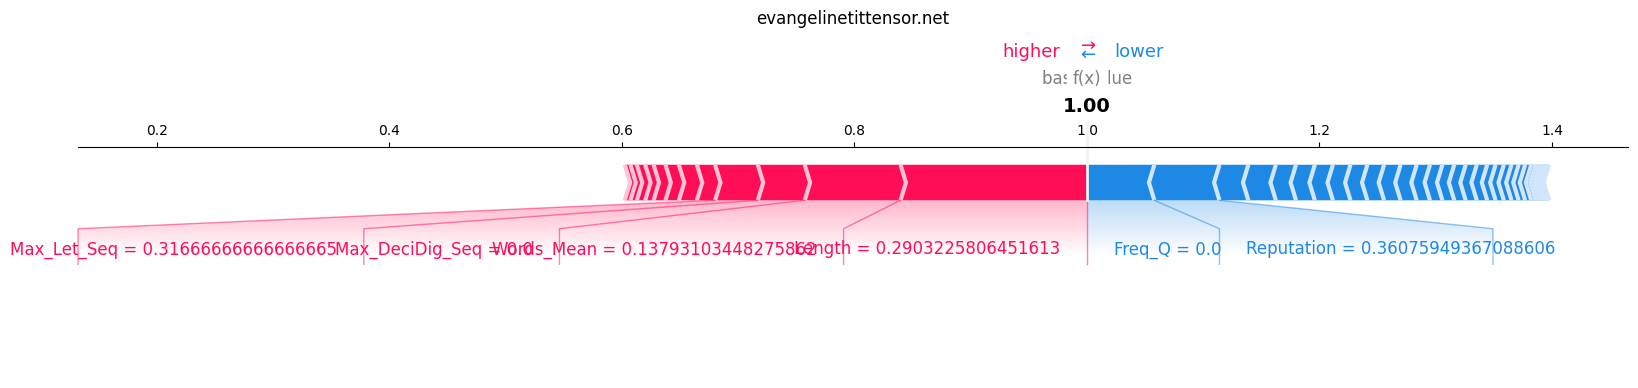 evangelinetittensor.net
higher ⇄ lower
bas f(x) lue
1.00
0.2 0.4 0.6 0.8 1.0 1.2 1.4
Max_Let_Seq = 0.31666666666666665 Max_DeciDig_Seq = 0.0 Words_Mean = 0.13793103448275862 Length = 0.2903225806451613 Freq_Q = 0.0 Reputation = 0.36075949367088606